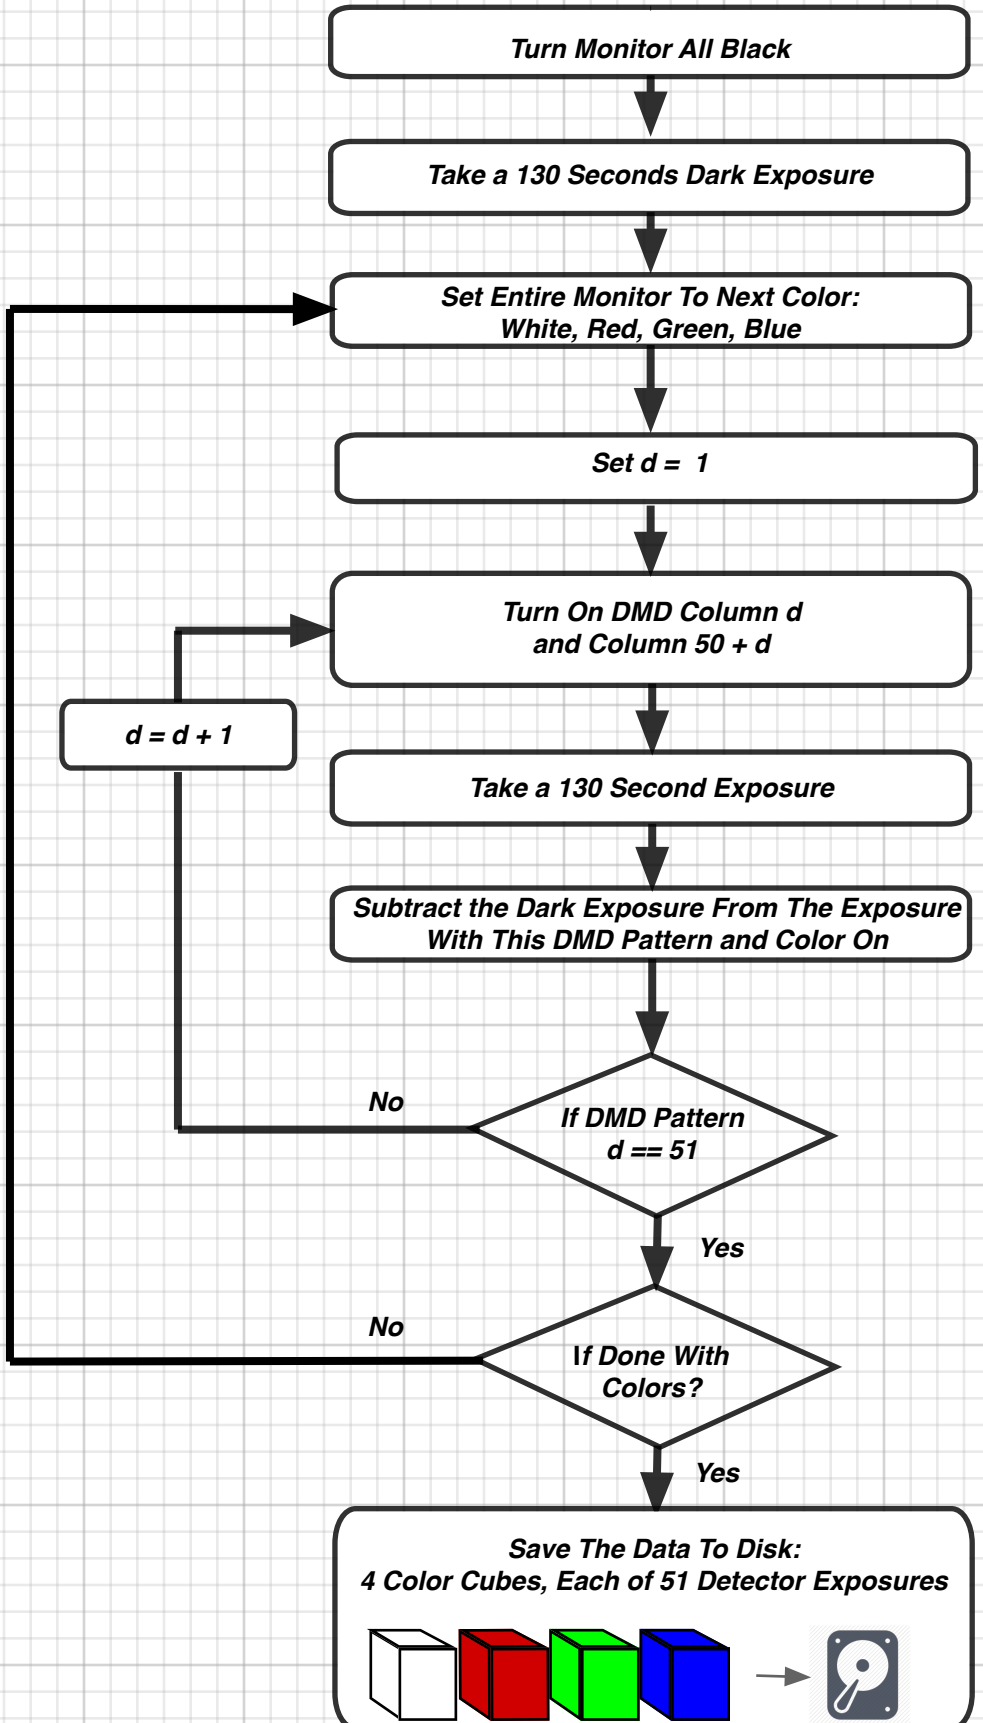 Turn Monitor All Black
Take a 130 Seconds Dark Exposure
Set Entire Monitor To Next Color:
White, Red, Green, Blue
Set d = 1
Turn On DMD Column d
and Column 50 + d
d = d + 1
Take a 130 Second Exposure
Subtract the Dark Exposure From The Exposure
With This DMD Pattern and Color On
No
If DMD Pattern
d == 51
Yes
No
If Done With
Colors?
Yes
Save The Data To Disk:
4 Color Cubes, Each of 51 Detector Exposures